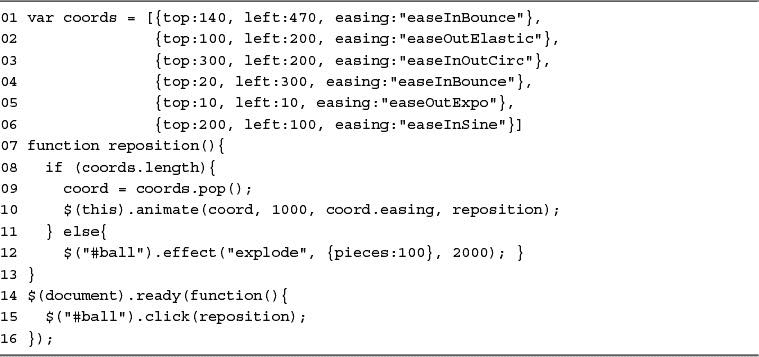 01 var coords = [{top:140, left:470, easing:"easeInBounce"},
02               {top:100, left:200, easing:"easeOutElastic"},
03               {top:300, left:200, easing:"easeInOutCirc"},
04               {top:20, left:300, easing:"easeInBounce"},
05               {top:10, left:10, easing:"easeOutExpo"},
06               {top:200, left:100, easing:"easeInSine"}]
07 function reposition(){
08   if (coords.length){
09     coord = coords.pop();
10     $(this).animate(coord, 1000, coord.easing, reposition);
11   } else{
12     $("#ball").effect("explode", {pieces:100}, 2000); }
13 }
14 $(document).ready(function(){
15   $("#ball").click(reposition);
16 });